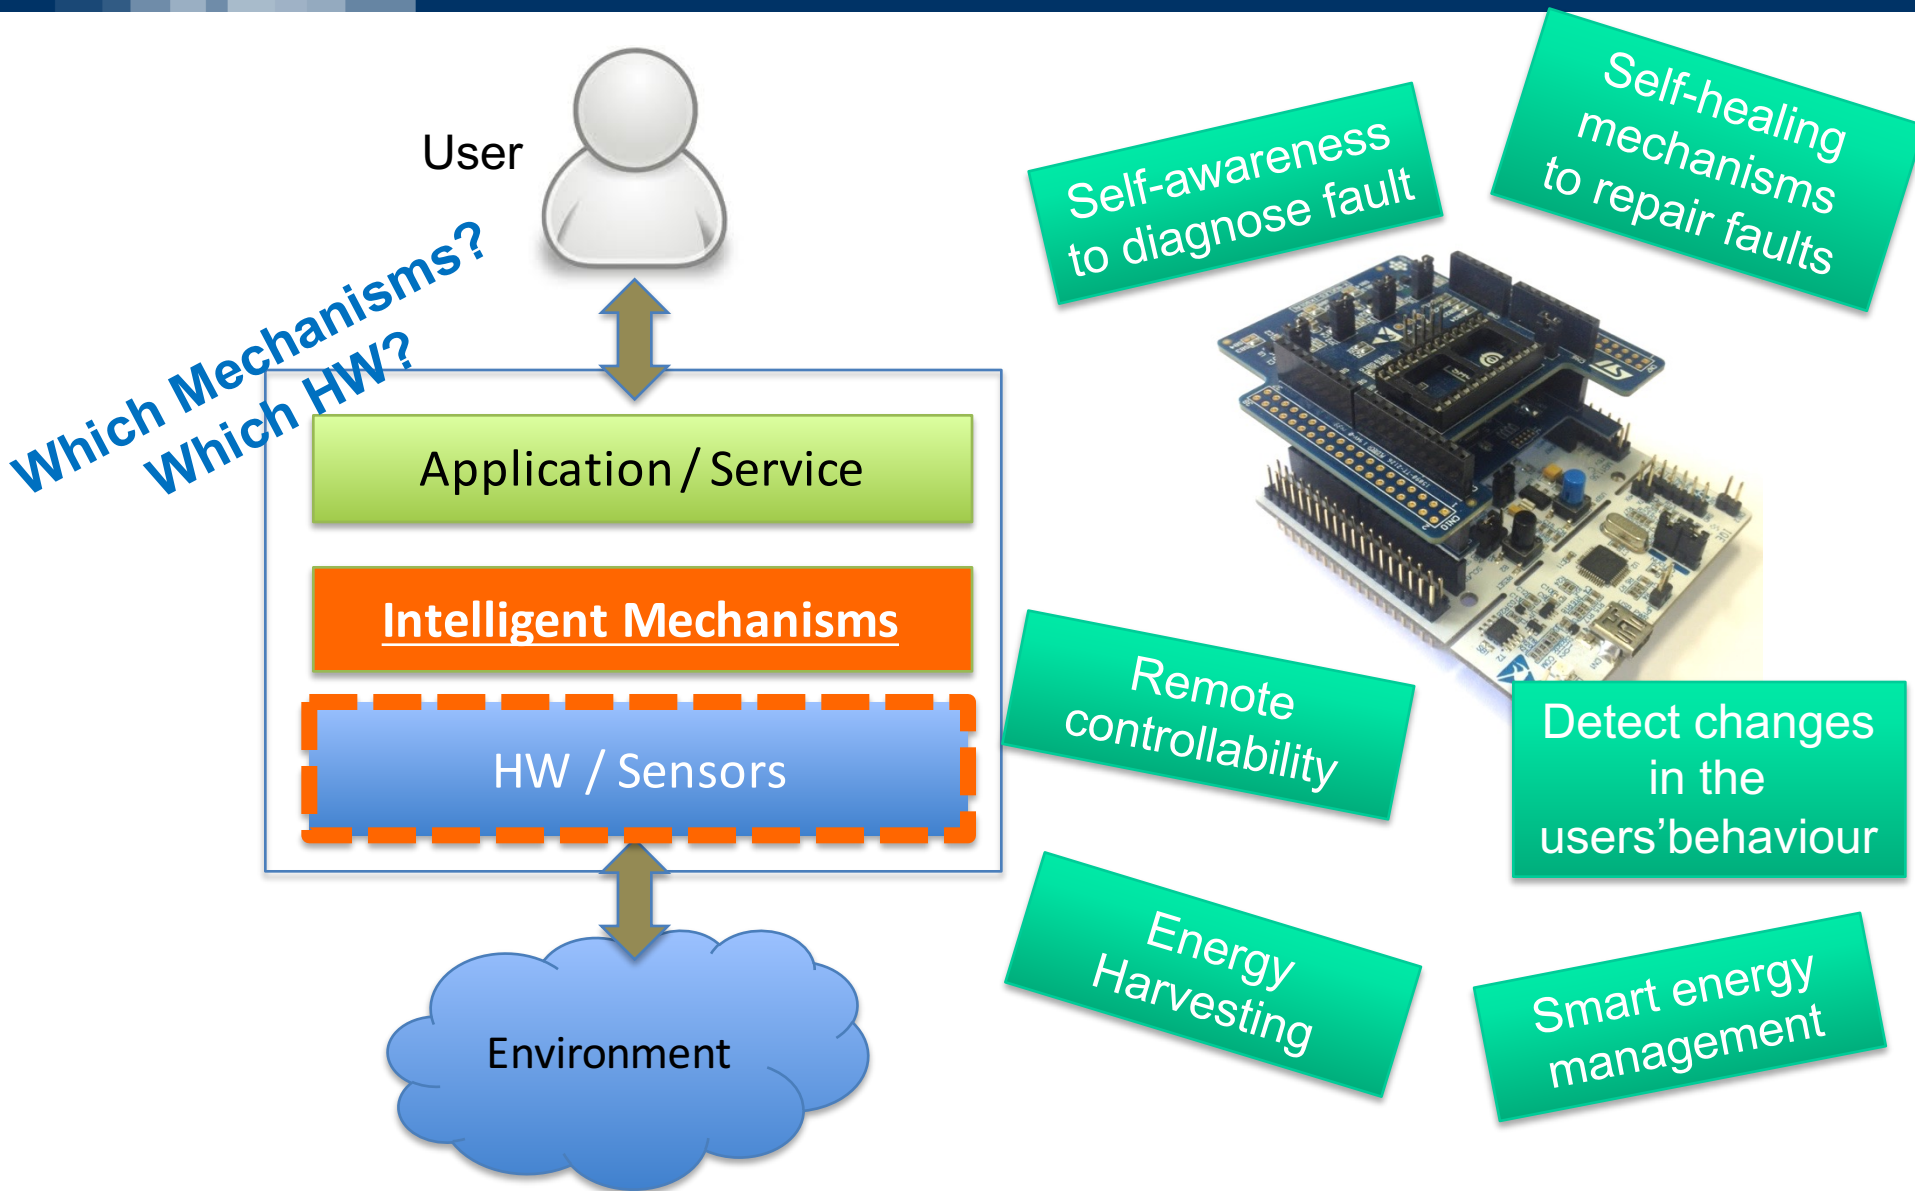 User
Which Mechanisms?
Which HW?
Application / Service
Intelligent Mechanisms
HW / Sensors
Environment
Self-awareness
to diagnose fault
Self-healing
mechanisms
to repair faults
Remote
controllability
Detect changes
in the
users’behaviour
Energy
Harvesting
Smart energy
management